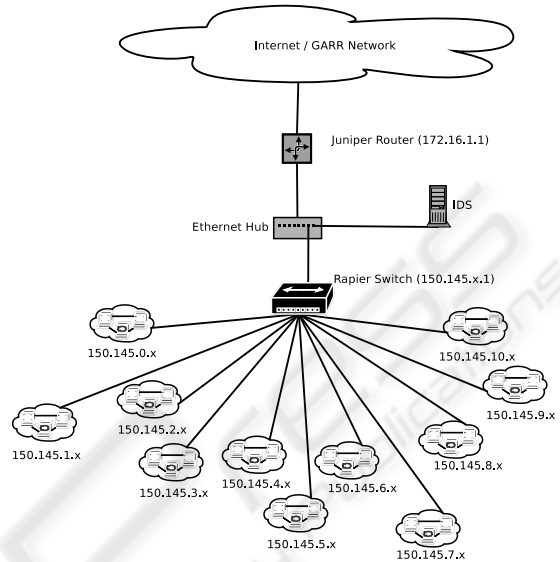 Internet / GARR Network
Juniper Router (172.16.1.1)
IDS
Ethernet Hub
Rapier Switch (150.145.x.1)
150.145.0.x
150.145.10.x
150.145.9.x
150.145.2.x
150.145.1.x
150.145.8.x
150.145.3.x
150.145.4.x
150.145.6.x
150.145.5.x
150.145.7.x